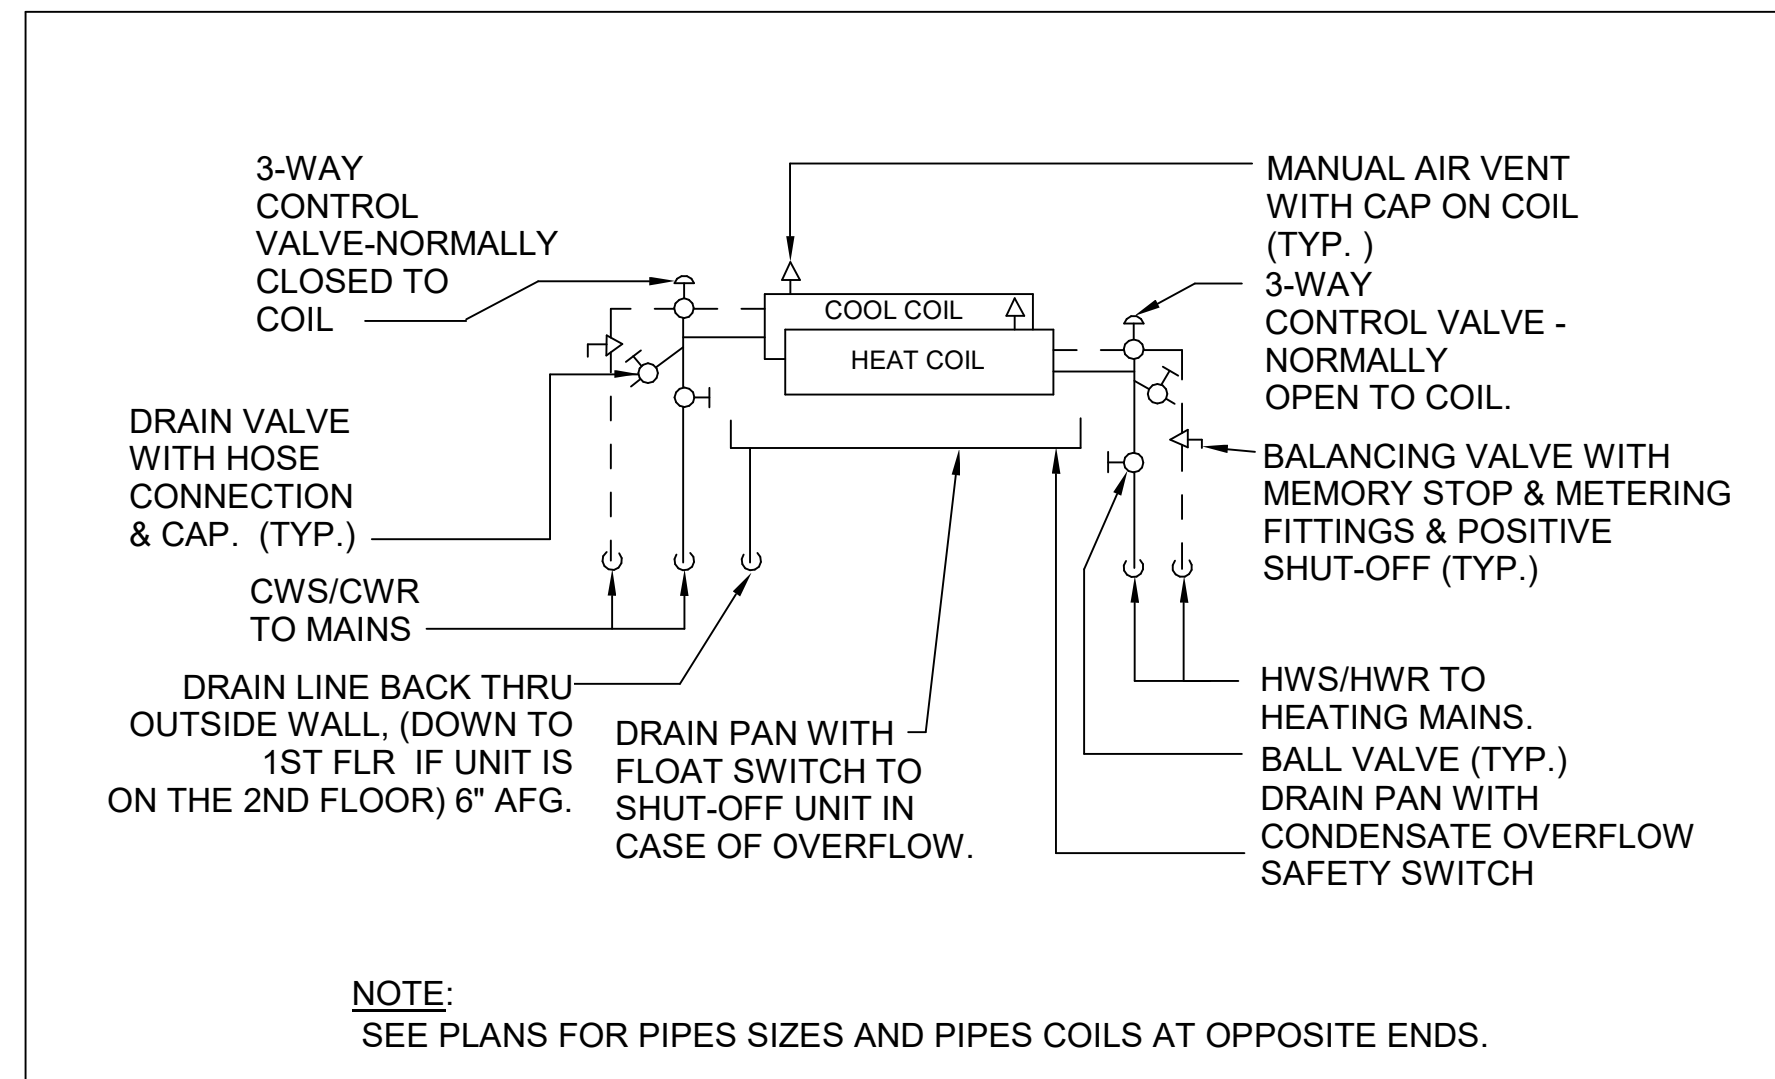 3-WAY
CONTROL
VALVE-NORMALLY
CLOSED TO
COIL
MANUAL AIR VENT
WITH CAP ON COIL
(TYP. )
3-WAY
CONTROL VALVE -
NORMALLY
OPEN TO COIL.
COOL COIL
HEAT COIL
DRAIN VALVE
WITH HOSE
CONNECTION
& CAP.  (TYP.)
BALANCING VALVE WITH
MEMORY STOP & METERING
FITTINGS & POSITIVE
SHUT-OFF (TYP.)
CWS/CWR
TO MAINS
DRAIN LINE BACK THRU
OUTSIDE WALL, (DOWN TO
1ST FLR  IF UNIT IS
ON THE 2ND FLOOR) 6" AFG.
DRAIN PAN WITH
FLOAT SWITCH TO
SHUT-OFF UNIT IN
CASE OF OVERFLOW.
HWS/HWR TO
HEATING MAINS.
BALL VALVE (TYP.)
DRAIN PAN WITH
CONDENSATE OVERFLOW
SAFETY SWITCH
NOTE:
SEE PLANS FOR PIPES SIZES AND PIPES COILS AT OPPOSITE ENDS.